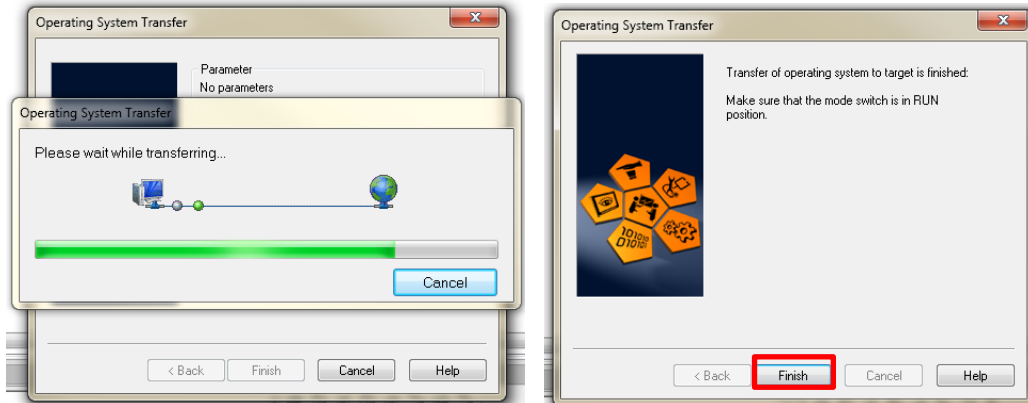 Operating System Transfer
Parameter
No parameters
Operating System Transfer
Please wait while transferring...
Cancel
< Back
Finish
Cancel
Help
Operating System Transfer
Transfer of operating system to target is finished:
Make sure that the mode switch is in RUN
position.
101010
010101
< Back
Finish
Cancel
Help